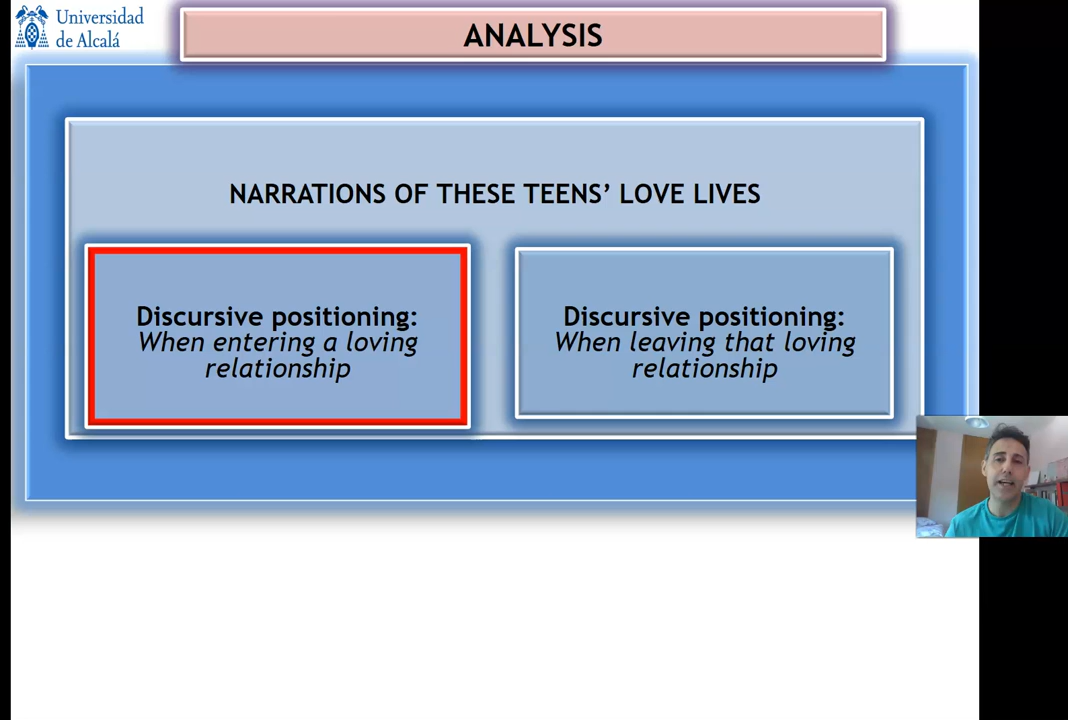 Universidad
de Alcalá
ANALYSIS
NARRATIONS OF THESE TEENS’ LOVE LIVES
Discursive positioning:
When entering a loving
relationship
Discursive positioning:
When leaving that loving
relationship